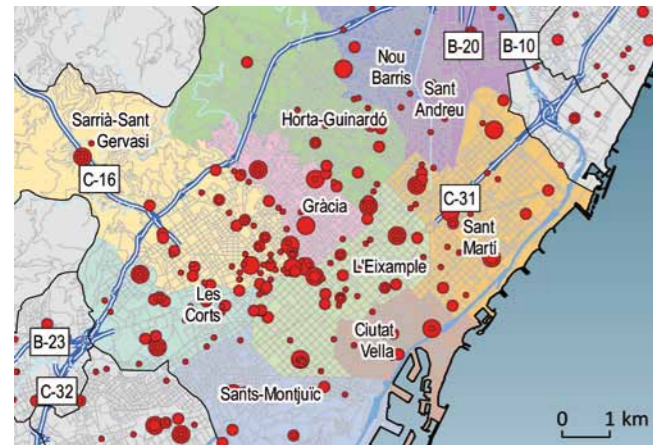 B-20
B-10
Nou
Barris
Sant
Andreu
Horta-Guinardó
Sarrià-Sant
Gervasi
C-16
Gràcia
C-31
Sant
Martí
L'Eixample
Les
Corts
Ciutat
Vella
B-23
C-32
Sants-Montjuïc
0 1 km